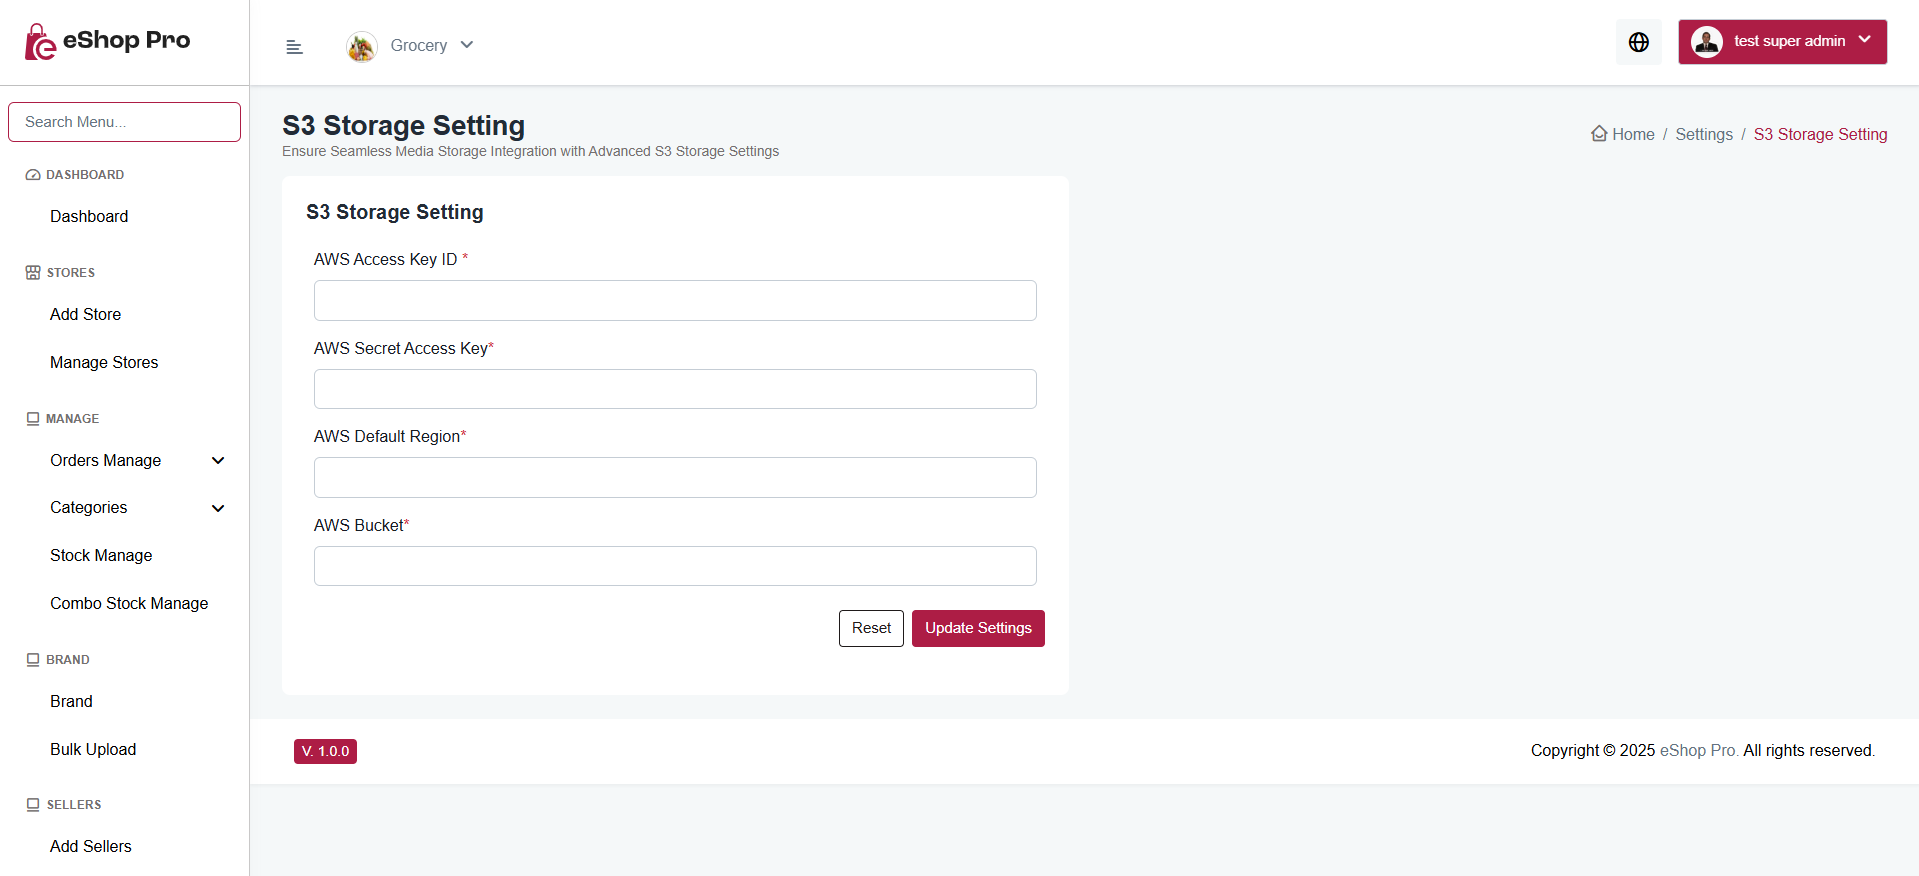 eShop Pro
Grocery
test super admin
Search Menu...
DASHBOARD
Dashboard
STORES
Add Store
Manage Stores
MANAGE
Orders Manage
Categories
Stock Manage
Combo Stock Manage
BRAND
Brand
Bulk Upload
SELLERS
Add Sellers
S3 Storage Setting
Ensure Seamless Media Storage Integration with Advanced S3 Storage Settings
Home / Settings / S3 Storage Setting
S3 Storage Setting
AWS Access Key ID *
AWS Secret Access Key*
AWS Default Region*
AWS Bucket*
Reset Update Settings
V. 1.0.0
Copyright © 2025 eShop Pro. All rights reserved.